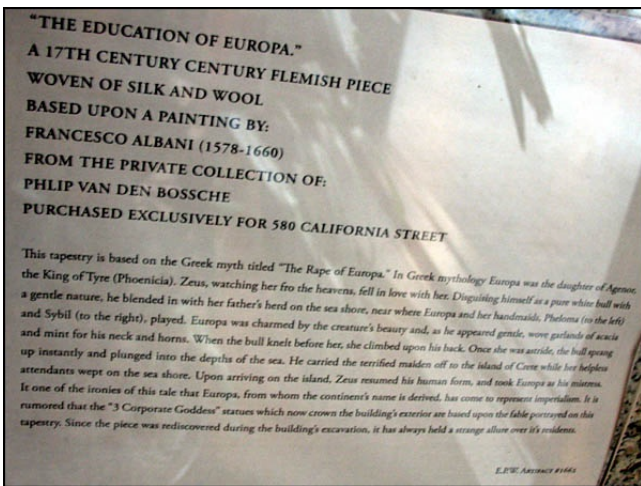 "THE EDUCATION OF EUROPA."
A 17TH CENTURY CENTURY FLEMISH PIECE
WOVEN OF SILK AND WOOL
BASED UPON A PAINTING BY:
FRANCESCO ALBANI (1578-1660)
FROM THE PRIVATE COLLECTION OF:
PHLIP VAN DEN BOSSCHE
PURCHASED EXCLUSIVELY FOR 580 CALIFORNIA STREET
This tapestry is based on the Greek myth titled "The Rape of Europa." In Greek mythology Europa was the daughter of Agenor,
the King of Tyre (Phoenicia). Zeus, watching her fro the heavens, fell in love with her. Disguising himself as a pure white bull with
a gentle nature, he blended in with her father's herd on the sea shore, near where Europa and her handmaids, Pheloma (to the left)
and Sybil (to the right), played. Europa was charmed by the creature's beauty and, as he appeared gentle, wove garlands of acacia
and mint for his neck and horns. When the bull knelt before her, she climbed upon his back. Once she was astride, the bull sprang
up instantly and plunged into the depths of the sea. He carried the terrified maiden off to the island of Crete while her helpless
attendants wept on the sea shore. Upon arriving on the island, Zeus resumed his human form, and took Europa as his mistress.
It one of the ironies of this tale that Europa, from whom the continent's name is derived, has come to represent imperialism. It is
rumored that the "3 Corporate Goddess" statues which now crown the building's exterior are based upon the fable portrayed on this
tapestry. Since the piece was rediscovered during the building's excavation, it has always held a strange allure over it's residents.
E.P.W. ARTIFACT #1662